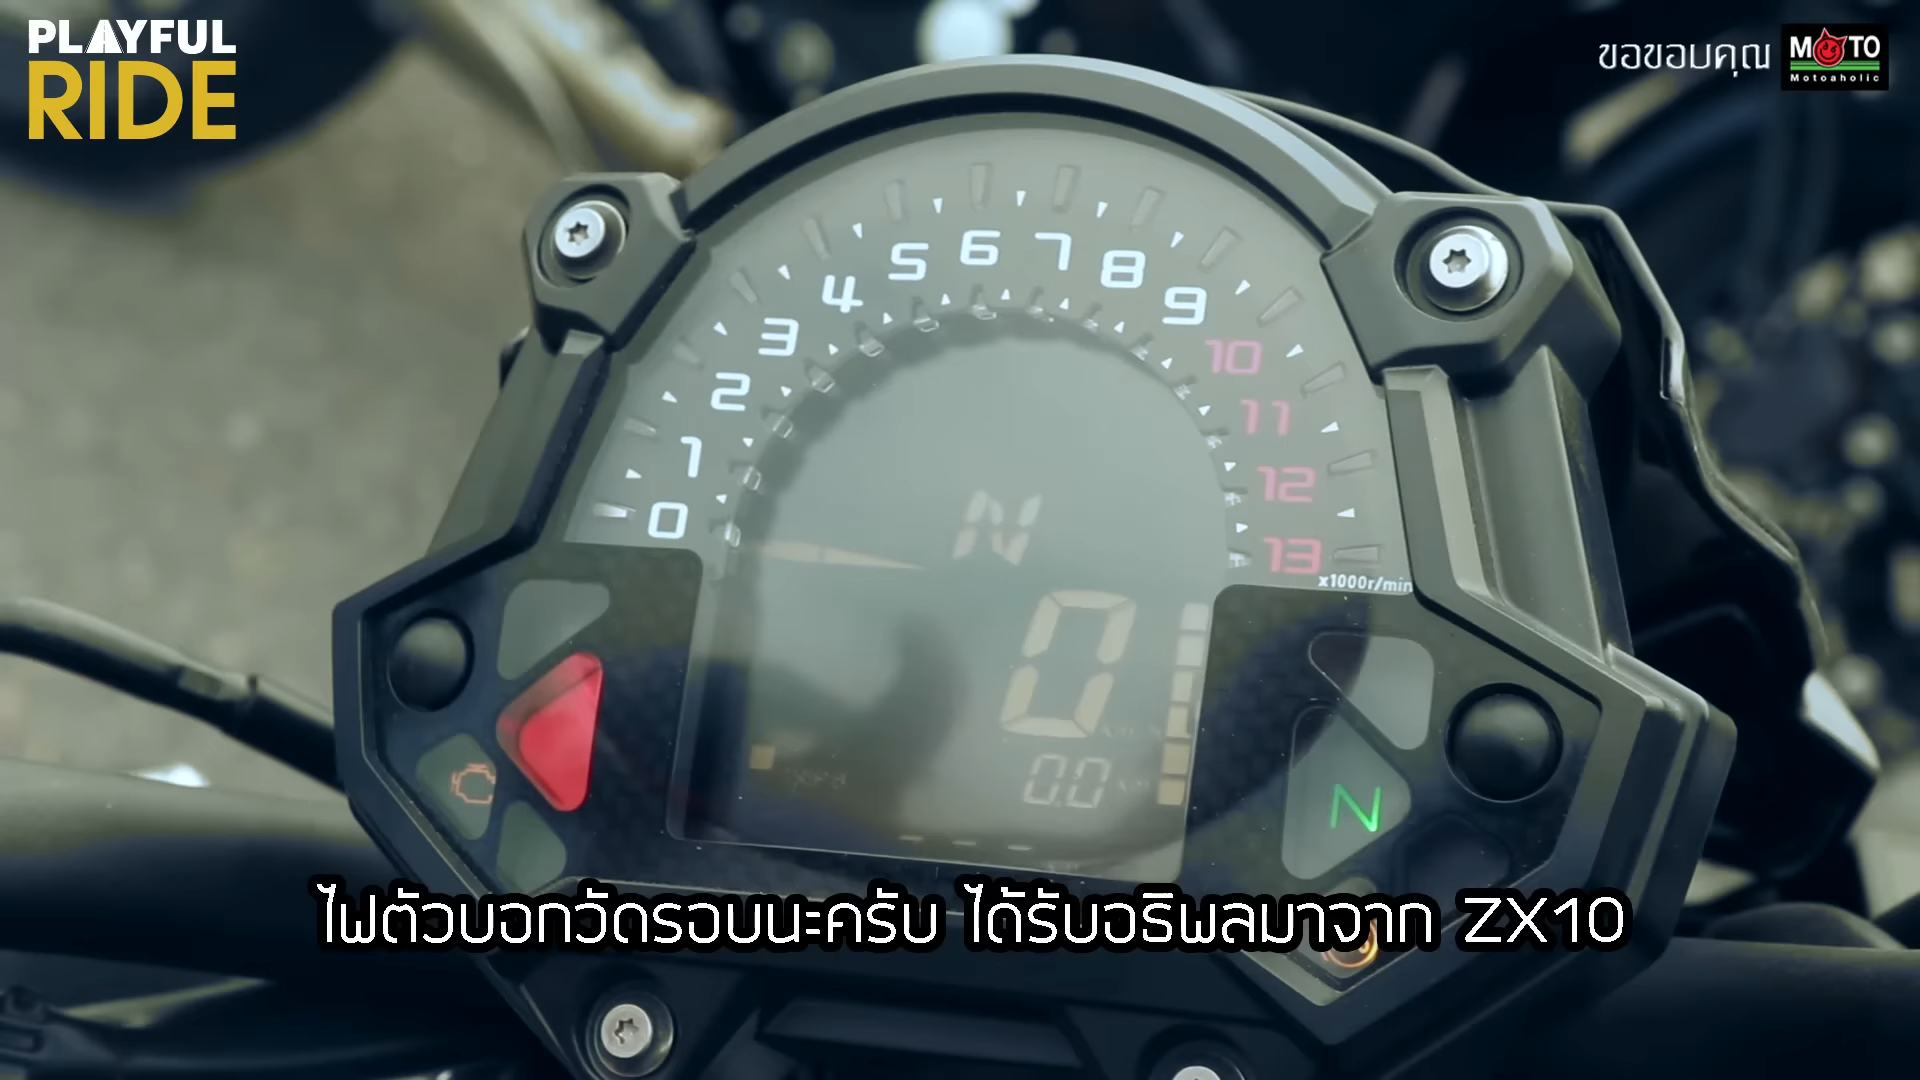 PLAYFUL
RIDE
ขอขอบคุณ
MOTO
Motoaholic
0 1 2 3 4 5 6 7 8 9 10 11 12 13
x1000r/min
N
0
0.0
N
ไฟตัวบอกวัดรอบนะครับ ได้รับอิทธิพลมาจาก ZX10